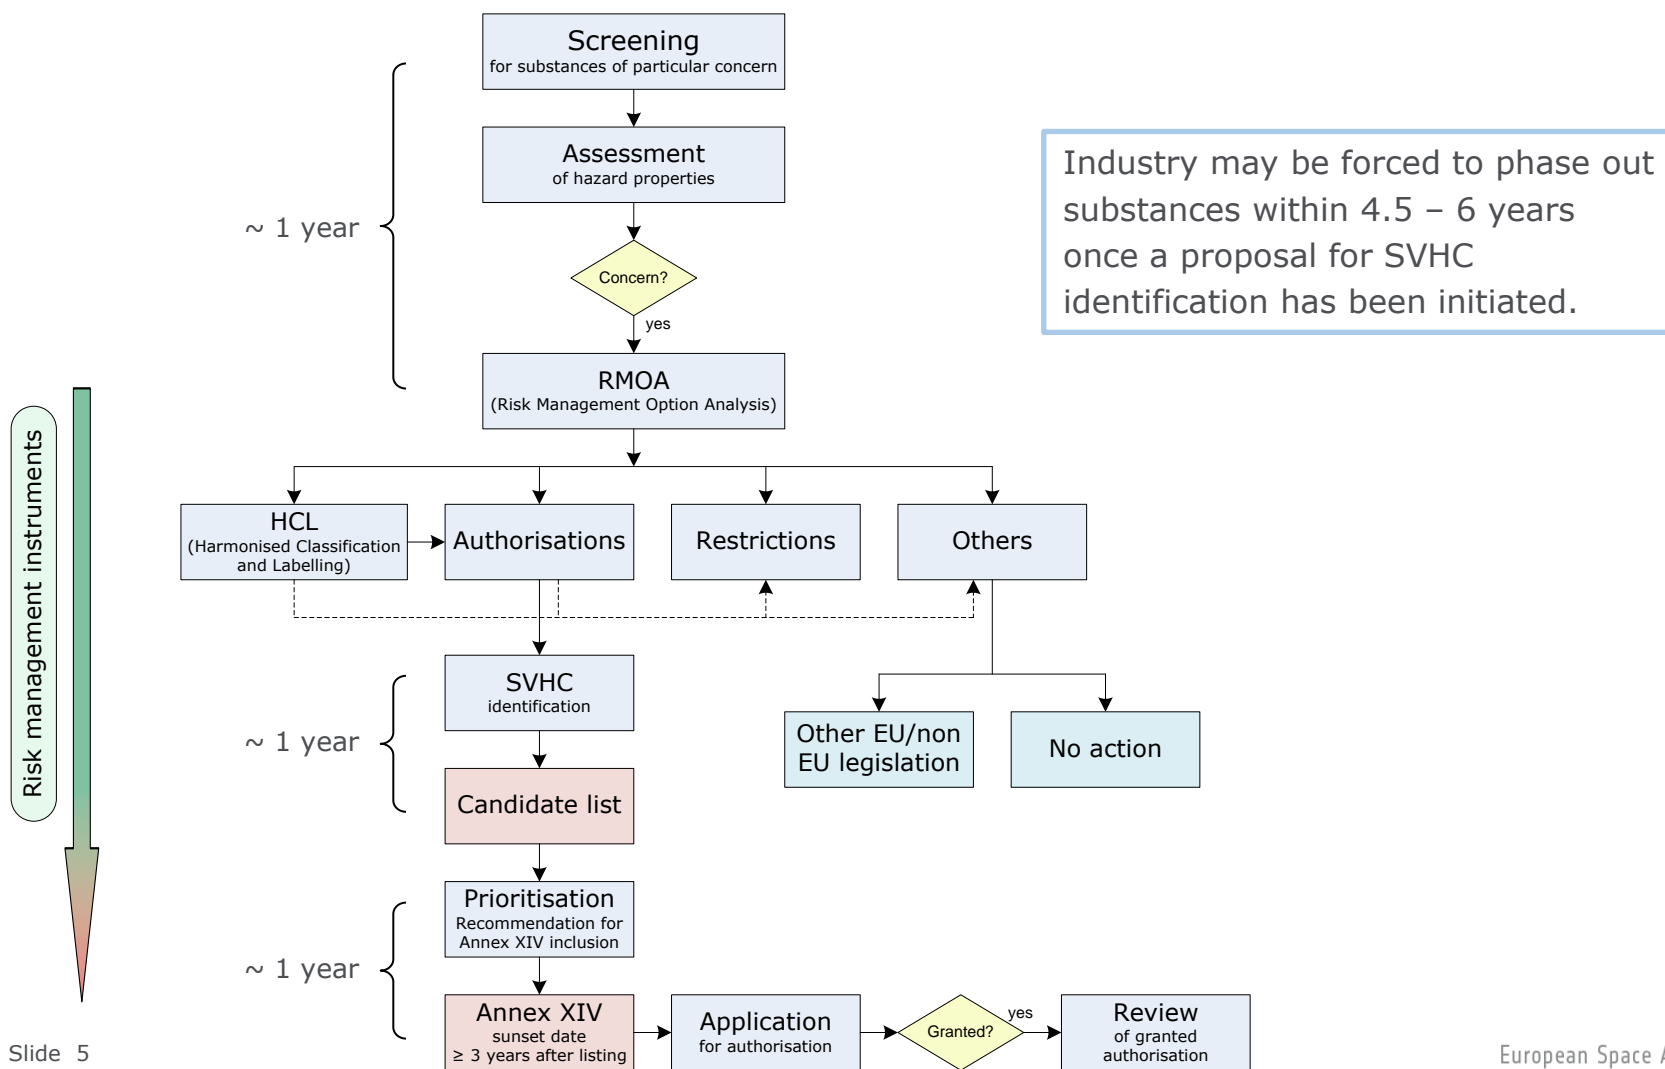 Screening
for substances of particular concern
Assessment
of hazard properties
~ 1 year
Concern?
yes
RMOA
(Risk Management Option Analysis)
Industry may be forced to phase out
substances within 4.5 – 6 years
once a proposal for SVHC
identification has been initiated.
Risk management instruments
HCL
(Harmonised Classification
and Labelling)
Authorisations
Restrictions
Others
~ 1 year
SVHC
identification
Candidate list
Other EU/non
EU legislation
No action
~ 1 year
Prioritisation
Recommendation for
Annex XIV inclusion
Annex XIV
sunset date
≥ 3 years after listing
Application
for authorisation
Granted?
yes
Review
of granted
authorisation
Slide 5
European Space